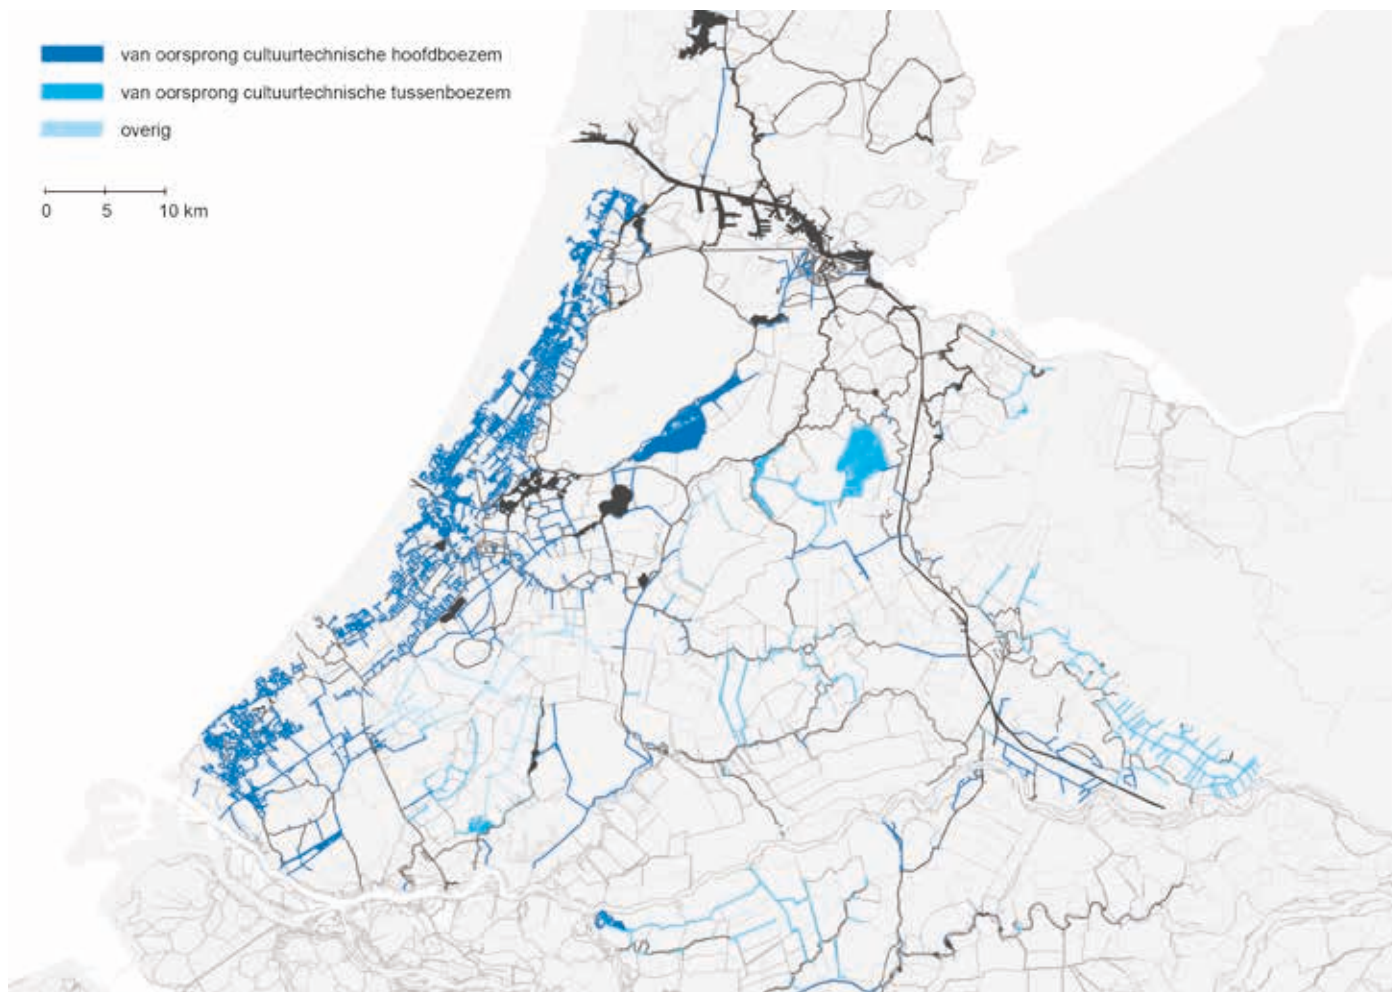 van oorsprong cultuurtechnische hoofdboezem
van oorsprong cultuurtechnische tussenboezem
overig
0 5 10 km